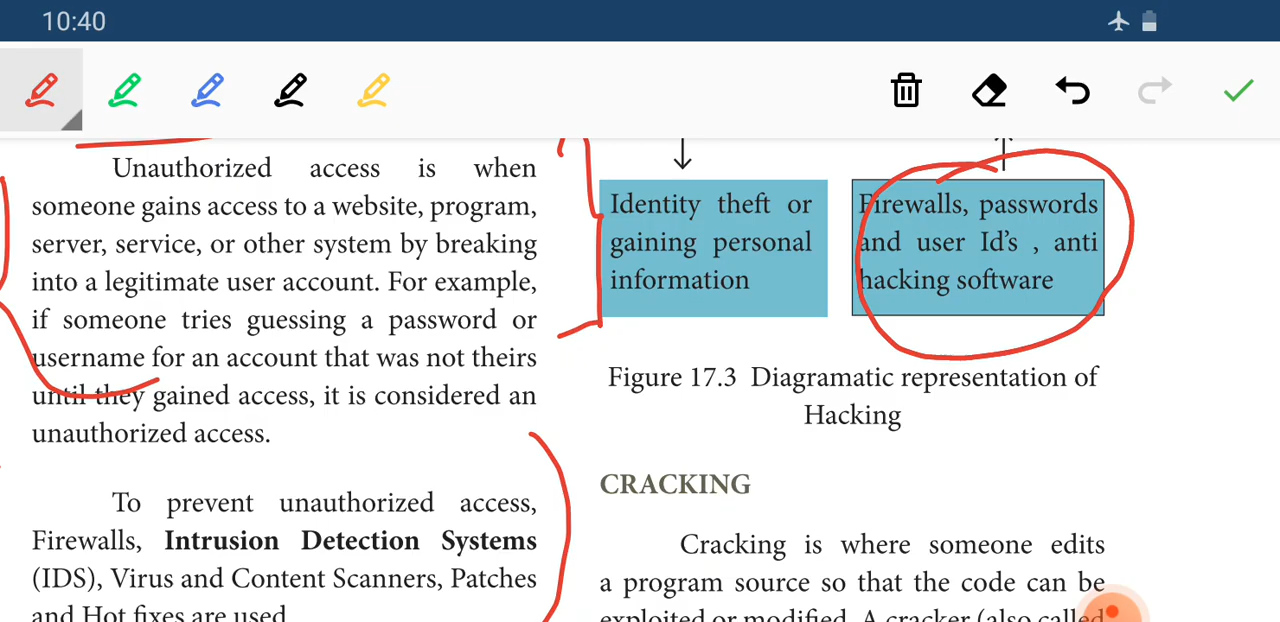 10:40
Unauthorized access is when
someone gains access to a website, program,
server, service, or other system by breaking
into a legitimate user account. For example,
if someone tries guessing a password or
username for an account that was not theirs
until they gained access, it is considered an
unauthorized access.
To prevent unauthorized access,
Firewalls, Intrusion Detection Systems
(IDS), Virus and Content Scanners, Patches
and Hot fixes are used.
Identity theft or
gaining personal
information
Firewalls, passwords
and user Id's , anti
hacking software
Figure 17.3 Diagramatic representation of
Hacking
CRACKING
Cracking is where someone edits
a program source so that the code can be
exploited or modified. A cracker (also called